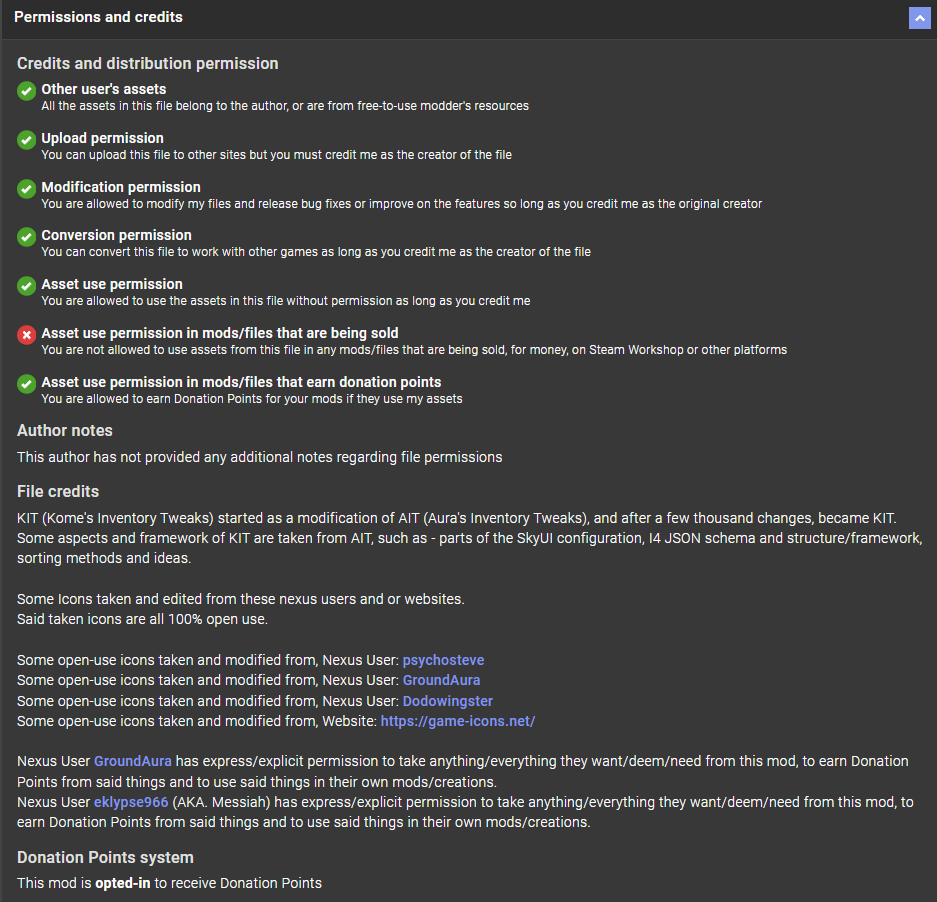 Permissions and credits
Credits and distribution permission
Other user's assets
All the assets in this file belong to the author, or are from free-to-use modder's resources
Upload permission
You can upload this file to other sites but you must credit me as the creator of the file
Modification permission
You are allowed to modify my files and release bug fixes or improve on the features so long as you credit me as the original creator
Conversion permission
You can convert this file to work with other games as long as you credit me as the creator of the file
Asset use permission
You are allowed to use the assets in this file without permission as long as you credit me
Asset use permission in mods/files that are being sold
You are not allowed to use assets from this file in any mods/files that are being sold, for money, on Steam Workshop or other platforms
Asset use permission in mods/files that earn donation points
You are allowed to earn Donation Points for your mods if they use my assets
Author notes
This author has not provided any additional notes regarding file permissions
File credits
KIT (Kome's Inventory Tweaks) started as a modification of AIT (Aura's Inventory Tweaks), and after a few thousand changes, became KIT.
Some aspects and framework of KIT are taken from AIT, such as - parts of the SkyUI configuration, I4 JSON schema and structure/framework,
sorting methods and ideas.
Some Icons taken and edited from these nexus users and or websites.
Said taken icons are all 100% open use.
Some open-use icons taken and modified from, Nexus User: psychosteve
Some open-use icons taken and modified from, Nexus User: GroundAura
Some open-use icons taken and modified from, Nexus User: Dodowingster
Some open-use icons taken and modified from, Website: https://game-icons.net/
Nexus User GroundAura has express/explicit permission to take anything/everything they want/deem/need from this mod, to earn Donation
Points from said things and to use said things in their own mods/creations.
Nexus User eklypse966 (AKA. Messiah) has express/explicit permission to take anything/everything they want/deem/need from this mod, to
earn Donation Points from said things and to use said things in their own mods/creations.
Donation Points system
This mod is opted-in to receive Donation Points